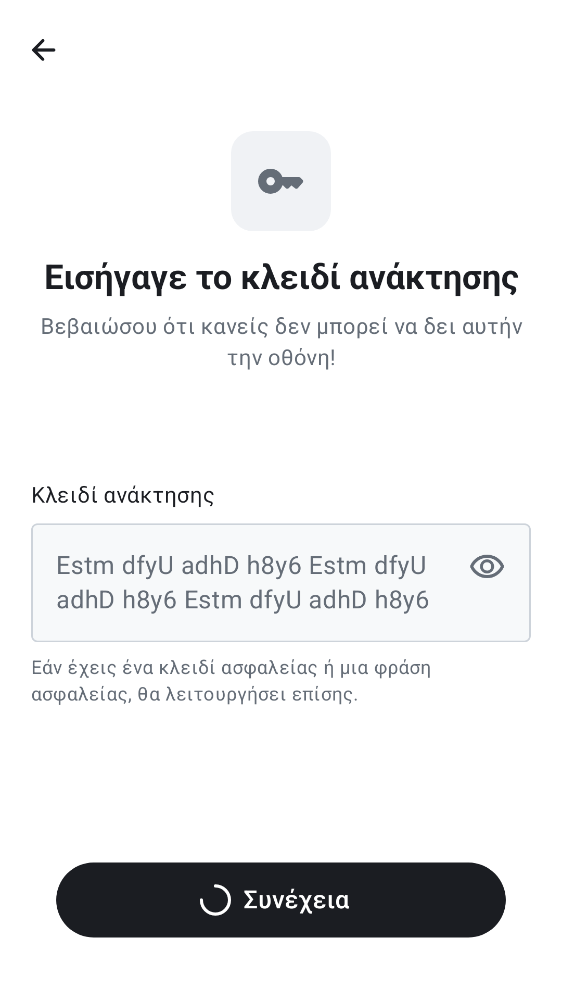 Εισήγαγε το κλειδί ανάκτησης
Βεβαιώσου ότι κανείς δεν μπορεί να δει αυτήν
την οθόνη!
Κλειδί ανάκτησης
Estm dfyU adhD h8y6 Estm dfyU
adhD h8y6 Estm dfyU adhD h8y6
Εάν έχεις ένα κλειδί ασφαλείας ή μια φράση
ασφαλείας, θα λειτουργήσει επίσης.
Συνέχεια